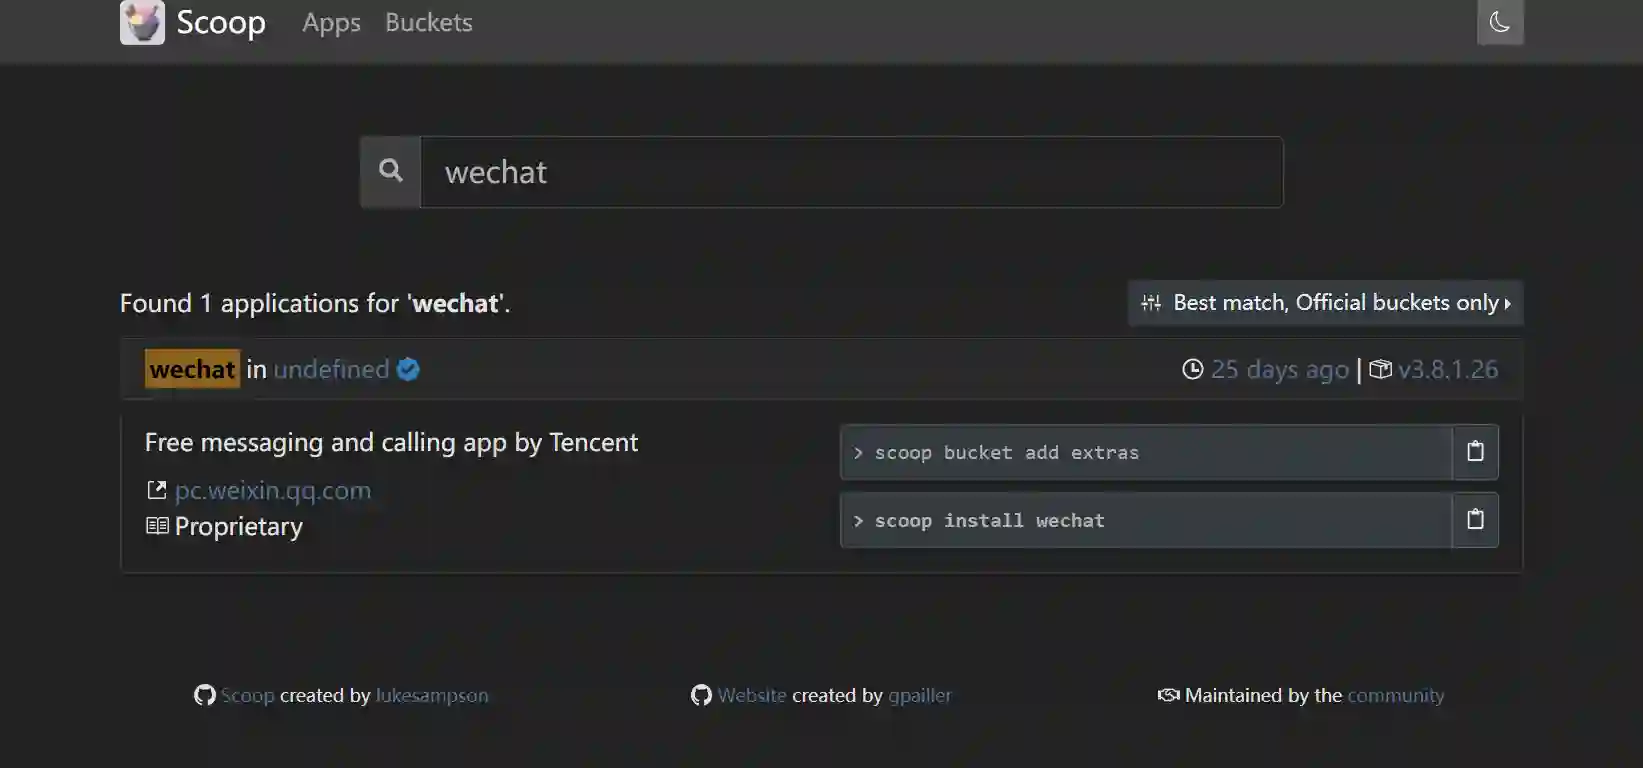 Scoop Apps Buckets
wechat
Found 1 applications for 'wechat'.
Best match, Official buckets only
wechat in undefined
25 days ago | v3.8.1.26
Free messaging and calling app by Tencent
pc.weixin.qq.com
Proprietary
> scoop bucket add extras
> scoop install wechat
Scoop created by lukesampson
Website created by gpailler
Maintained by the community